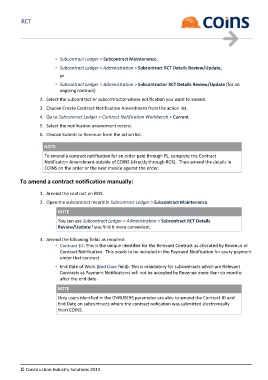 RCT
coins
◦ Subcontract Ledger > Subcontract Maintenance,
◦ Subcontract Ledger > Administration > Subcontract RCT Details Review/Update,
or
◦ Subcontract Ledger > Administration > Subcontractor RCT Details Review/Update (for an
ongoing contract)
2. Select the subcontract or subcontractor whose notification you want to amend.
3. Choose Create Contract Notification Amendment from the action list.
4. Go to Subcontract Ledger > Contract Notification Workbench > Current.
5. Select the notification amendment record.
6. Choose Submit to Revenue from the action list.
NOTE
To amend a contract notification for an order paid through PL, complete the Contract
Notification Amendment outside of COINS (directly through ROS). Then amend the details in
COINS on the order or the next invoice against the order.
To amend a contract notification manually:
1. Amend the contract on ROS.
2. Open the subcontract record in Subcontract Ledger > Subcontract Maintenance.
NOTE
You can use Subcontract Ledger > Administration > Subcontract RCT Details
Review/Update if you find it more convenient.
3. Amend the following fields as required:
◦ Contract ID: This is the unique identifier for the Relevant Contract as allocated by Revenue at
Contract Notification. This needs to be included in the Payment Notification for every payment
under that contract.
◦ End Date of Work (End Date field): This is mandatory for subcontracts which are Relevant
Contracts as Payment Notifications will not be accepted by Revenue more than six months
after the end date.
NOTE
Only users identified in the OVRUSERS parameter are able to amend the Contract ID and
End Date on subcontracts where the contract notification was submitted electronically
from COINS.
© Construction Industry Solutions 2013